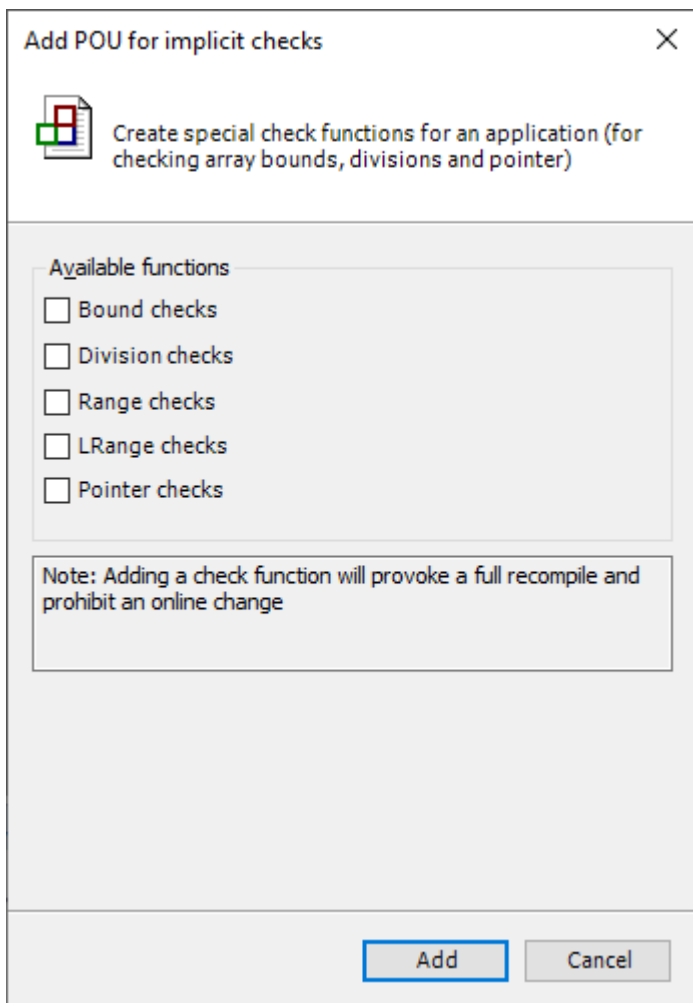 Add POU for implicit checks
Create special check functions for an application (for
checking array bounds, divisions and pointer)
Available functions
Bound checks
Division checks
Range checks
LRange checks
Pointer checks
Note: Adding a check function will provoke a full recompile and
prohibit an online change
Add
Cancel